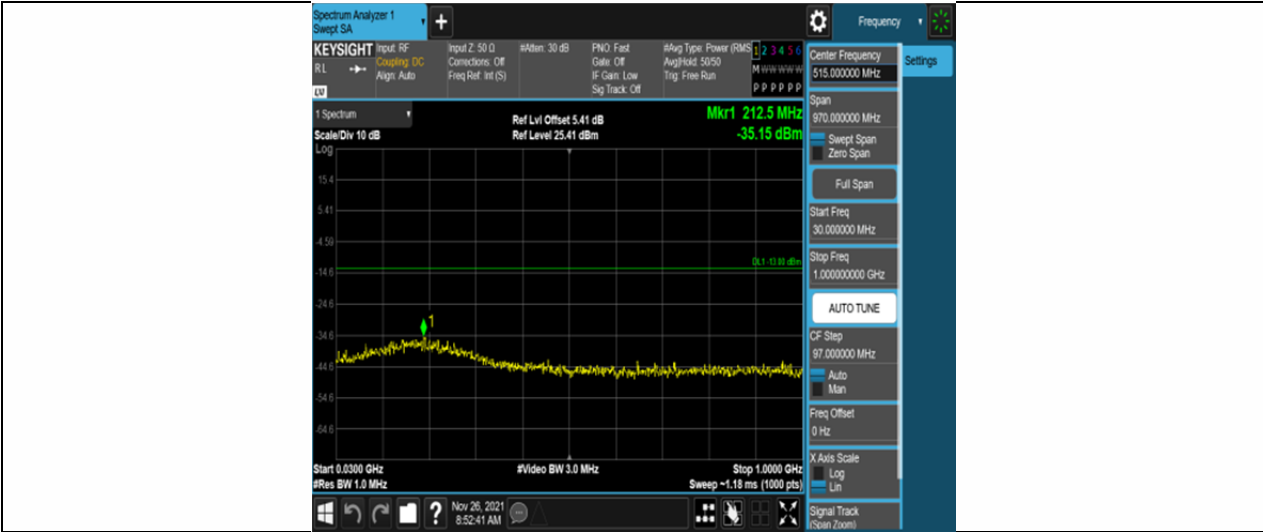 Spectrum Analyzer 1
Swept SA
+
Frequency
KEYSIGHT
RL
LV
Input: RF
Coupling: DC
Align: Auto
Input Z: 50 Ω
Corrections: Off
Freq Ref: Int (S)
#Atten: 30 dB
PNO: Fast
Gate: Off
IF Gain: Low
Sig Track: Off
#Avg Type: Power (RMS
Avg|Hold: 50/50
Trig: Free Run
1 2 3 4 5 6
M W W W W W
P P P P P P
1 Spectrum
Scale/Div 10 dB
Ref Lvl Offset 5.41 dB
Ref Level 25.41 dBm
Mkr1 212.5 MHz
-35.15 dBm
Log
15.4
5.41
-4.59
DL1 -13.00 dBm
-14.6
-24.6
1
-34.6
-44.6
-54.6
-64.6
Start 0.0300 GHz
#Res BW 1.0 MHz
#Video BW 3.0 MHz
Stop 1.0000 GHz
Sweep ~1.18 ms (1000 pts)
Nov 26, 2021
8:52:41 AM
Center Frequency
515.000000 MHz
Settings
Span
970.000000 MHz
Swept Span
Zero Span
Full Span
Start Freq
30.000000 MHz
Stop Freq
1.000000000 GHz
AUTO TUNE
CF Step
97.000000 MHz
Auto
Man
Freq Offset
0 Hz
X Axis Scale
Log
Lin
Signal Track
(Span Zoom)